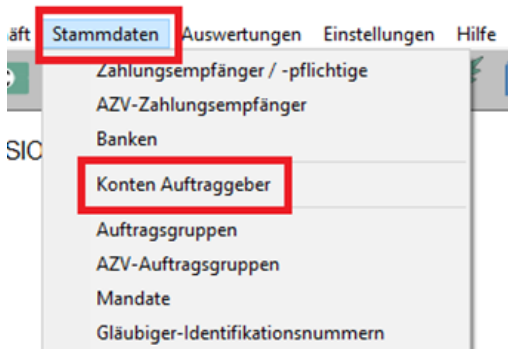 äft Stammdaten Auswertungen Einstellungen Hilfe
Zahlungsempfänger / -pflichtige
AZV-Zahlungsempfänger
SIC Banken
Konten Auftraggeber
Auftragsgruppen
AZV-Auftragsgruppen
Mandate
Gläubiger-Identifikationsnummern